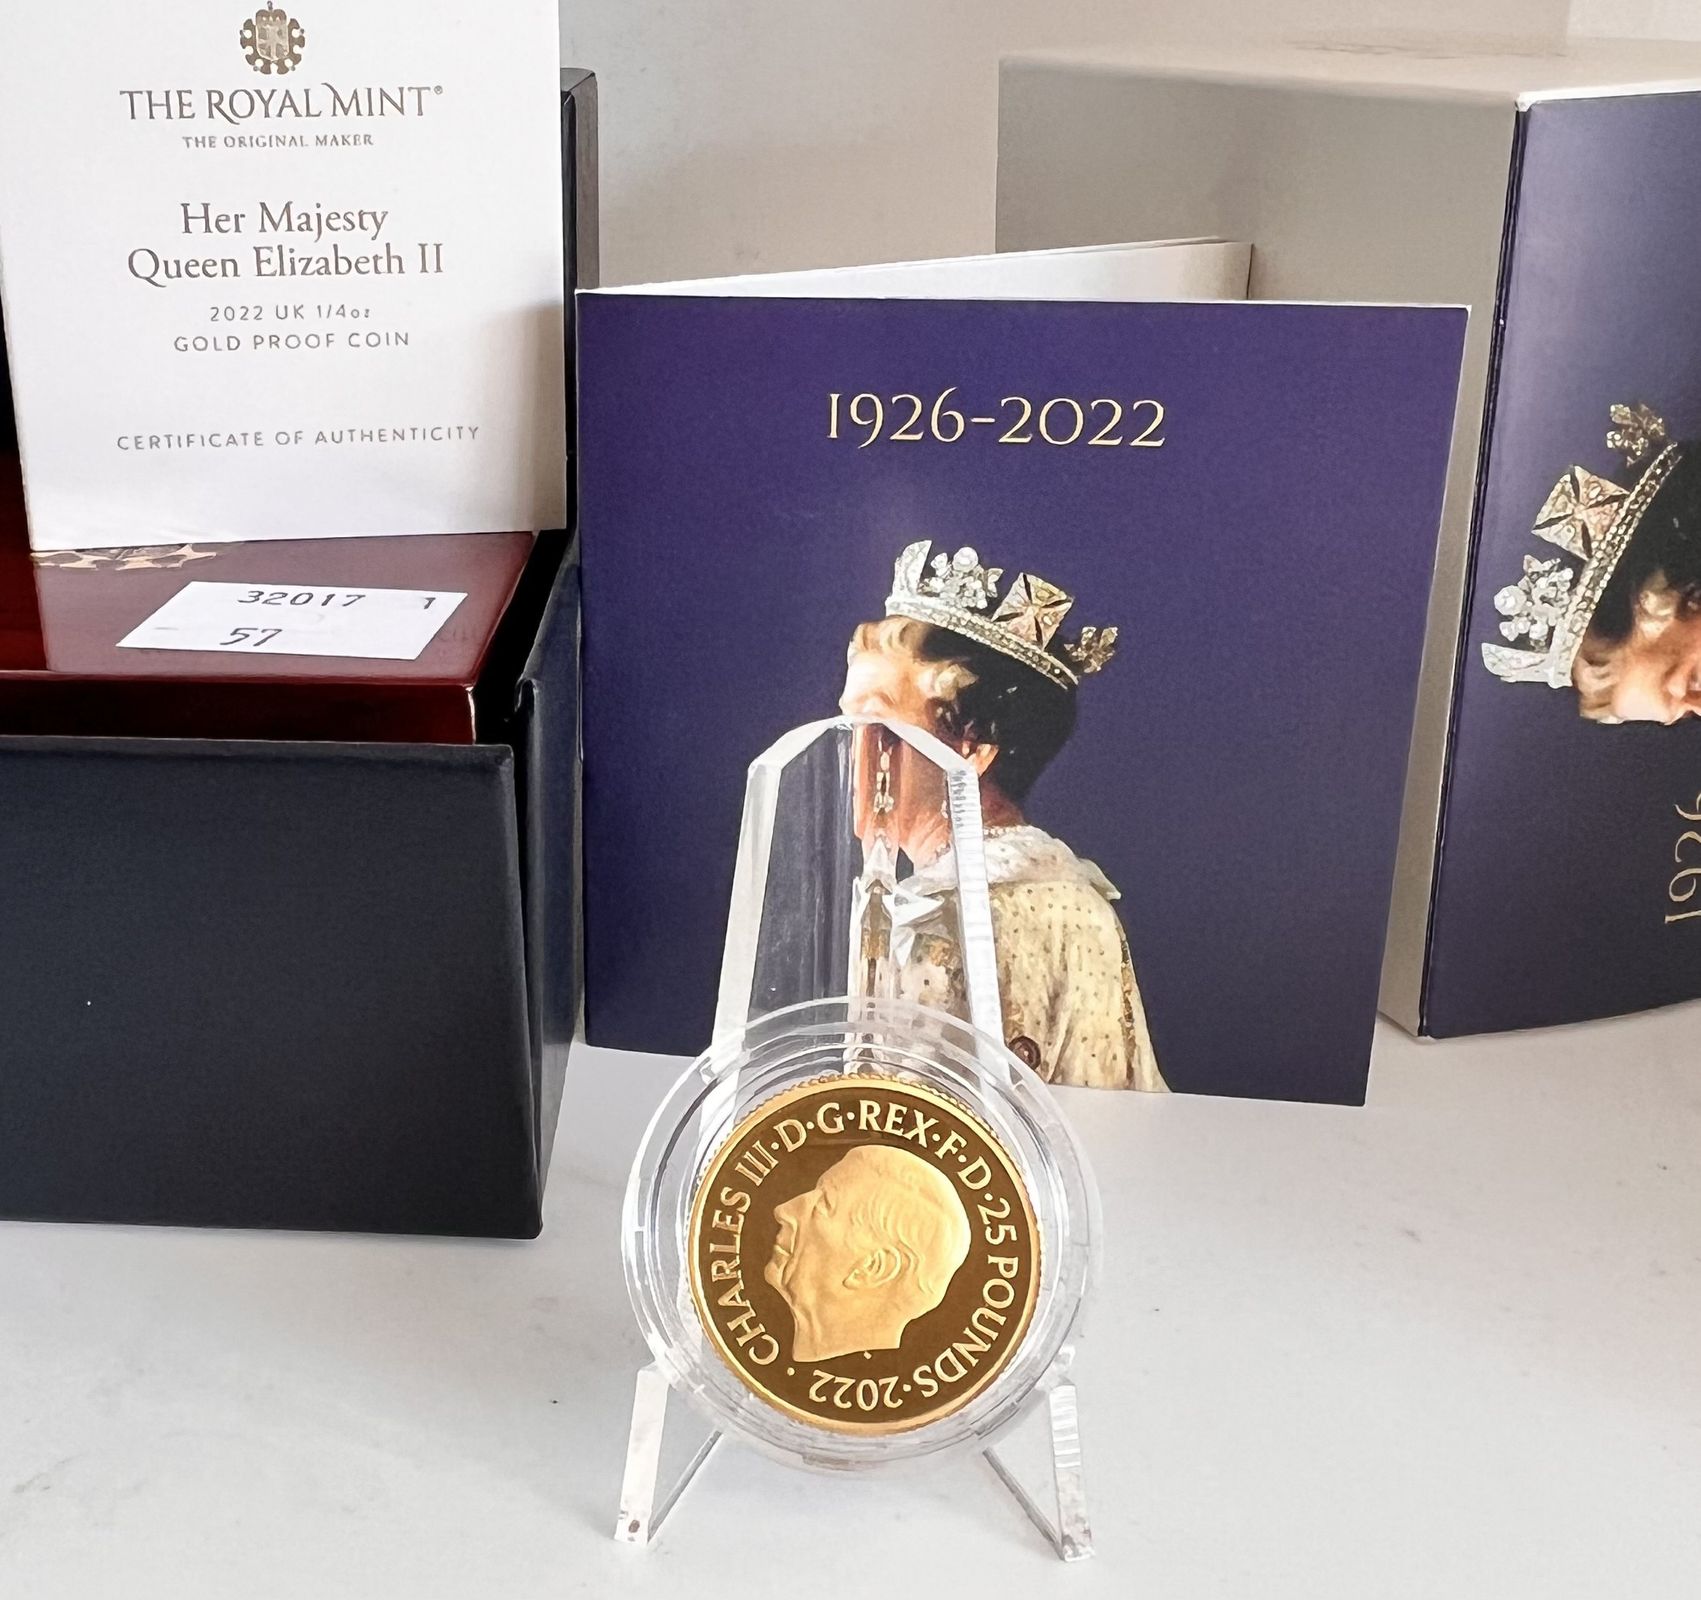 THE ROYAL MINT®
THE ORIGINAL MAKER
Her Majesty
Queen Elizabeth II
2022 UK 1/4oz
GOLD PROOF COIN
CERTIFICATE OF AUTHENTICITY
32017 1
57
1926-2022
1926
CHARLES III·D·G·REX·F·D·25 POUNDS·2022·